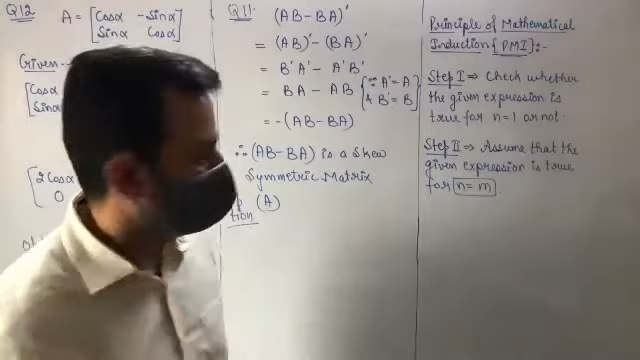 Q12 A = [Cosα -Sinα
Sinα Cosα]
Given-
[Cosα
Sinα
[2Cosα
0
Q11. (AB-BA)'
= (AB)' - (BA)'
= B'A' - A'B'
= BA - AB {∵ A' = A
& B' = B}
= -(AB-BA)
∴ (AB-BA) is a Skew
Symmetric Matrix
(A)
tion
Principle of Mathematical
Induction {PMI}:-
Step I ⇒ Check whether
the given expression is
true for n=1 or not.
Step II ⇒ Assume that the
given expression is true
for n = m